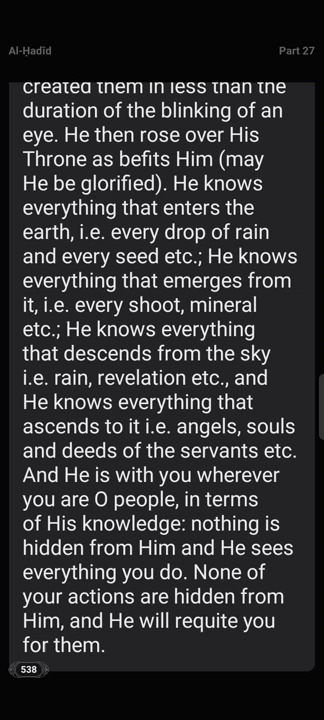 Al-Ḥadīd
Part 27
created them in less than the
duration of the blinking of an
eye. He then rose over His
Throne as befits Him (may
He be glorified). He knows
everything that enters the
earth, i.e. every drop of rain
and every seed etc.; He knows
everything that emerges from
it, i.e. every shoot, mineral
etc.; He knows everything
that descends from the sky
i.e. rain, revelation etc., and
He knows everything that
ascends to it i.e. angels, souls
and deeds of the servants etc.
And He is with you wherever
you are O people, in terms
of His knowledge: nothing is
hidden from Him and He sees
everything you do. None of
your actions are hidden from
Him, and He will requite you
for them.
538